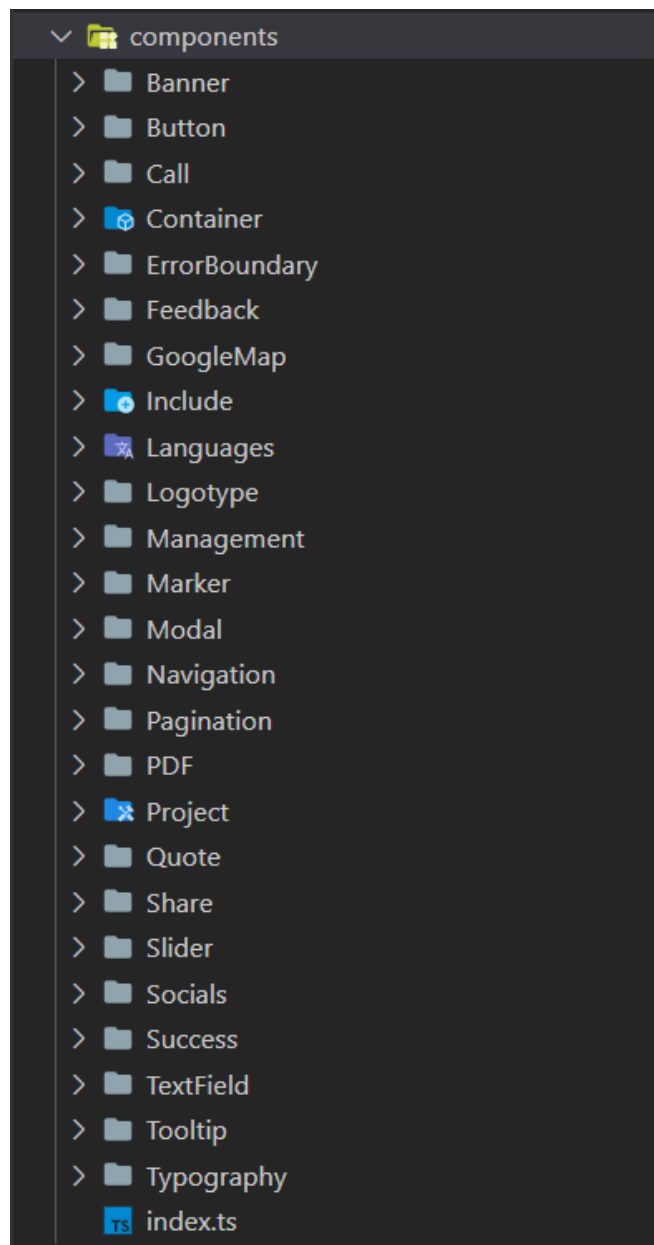 components
Banner
Button
Call
Container
ErrorBoundary
Feedback
GoogleMap
Include
Languages
Logotype
Management
Marker
Modal
Navigation
Pagination
PDF
Project
Quote
Share
Slider
Socials
Success
TextField
Tooltip
Typography
TS index.ts